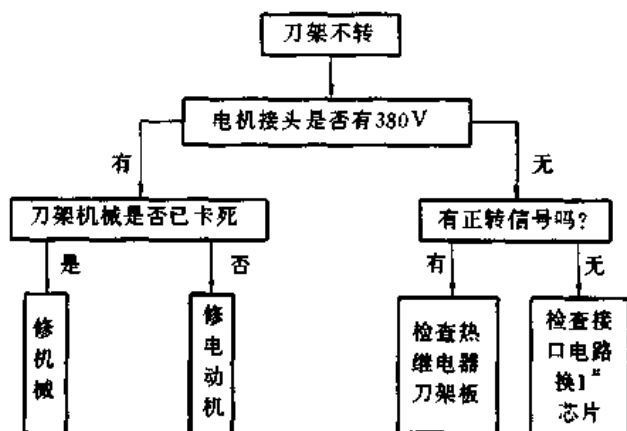 刀架不转
电机接头是否有380V
有
无
刀架机械是否已卡死
有正转信号吗?
是
否
有
无
修机械
修电动机
检查热
继电器
刀架板
检查接
口电路
换1#
芯片